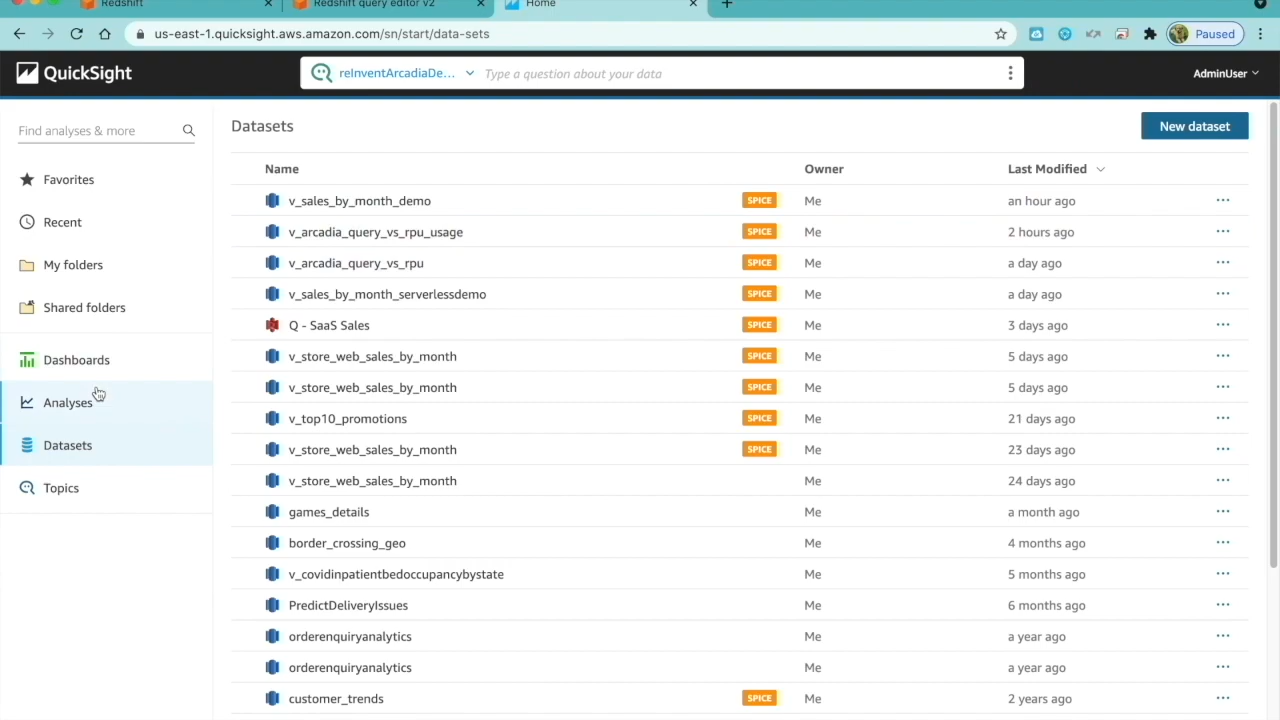 Redshift
Redshift query editor v2
Home
us-east-1.quicksight.aws.amazon.com/sn/start/data-sets
Paused
QuickSight
reInventArcadiaDe...
Type a question about your data
AdminUser
Find analyses & more
Favorites
Recent
My folders
Shared folders
Dashboards
Analyses
Datasets
Topics
Datasets
New dataset
Name Owner Last Modified
v_sales_by_month_demo SPICE Me an hour ago
v_arcadia_query_vs_rpu_usage SPICE Me 2 hours ago
v_arcadia_query_vs_rpu SPICE Me a day ago
v_sales_by_month_serverlessdemo SPICE Me a day ago
Q - SaaS Sales SPICE Me 3 days ago
v_store_web_sales_by_month SPICE Me 5 days ago
v_store_web_sales_by_month SPICE Me 5 days ago
v_top10_promotions SPICE Me 21 days ago
v_store_web_sales_by_month SPICE Me 23 days ago
v_store_web_sales_by_month Me 24 days ago
games_details Me a month ago
border_crossing_geo Me 4 months ago
v_covidinpatientbedoccupancybystate Me 5 months ago
PredictDeliveryIssues Me 6 months ago
orderenquiryanalytics Me a year ago
orderenquiryanalytics Me a year ago
customer_trends SPICE Me 2 years ago